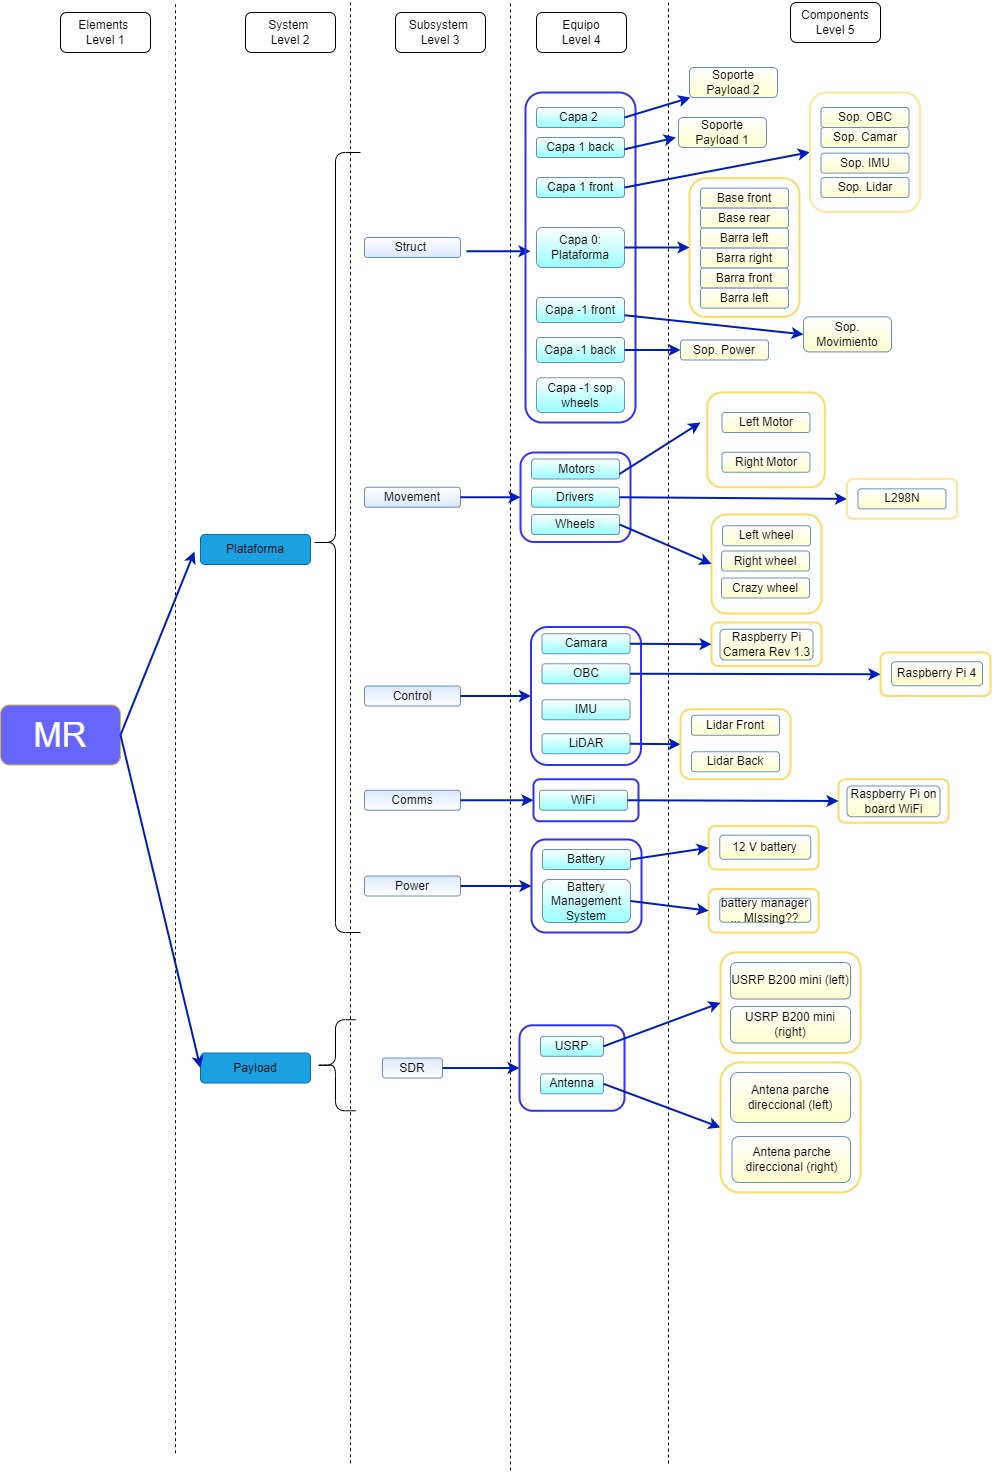 Elements
Level 1
System
Level 2
Subsystem
Level 3
Equipo
Level 4
Components
Level 5
MR
Plataforma
Struct
Capa 2
Soporte
Payload 2
Capa 1 back
Soporte
Payload 1
Capa 1 front
Sop. OBC
Sop. Camar
Sop. IMU
Sop. Lidar
Capa 0:
Plataforma
Base front
Base rear
Barra left
Barra right
Barra front
Barra left
Capa -1 front
Sop.
Movimiento
Capa -1 back
Sop. Power
Capa -1 sop
wheels
Movement
Motors
Left Motor
Right Motor
Drivers
L298N
Wheels
Left wheel
Right wheel
Crazy wheel
Control
Camara
Raspberry Pi
Camera Rev 1.3
OBC
Raspberry Pi 4
IMU
LiDAR
Lidar Front
Lidar Back
Comms
WiFi
Raspberry Pi on
board WiFi
Power
Battery
12 V battery
Battery
Management
System
battery manager
... MIssing??
Payload
SDR
USRP
USRP B200 mini (left)
USRP B200 mini
(right)
Antenna
Antena parche
direccional (left)
Antena parche
direccional (right)